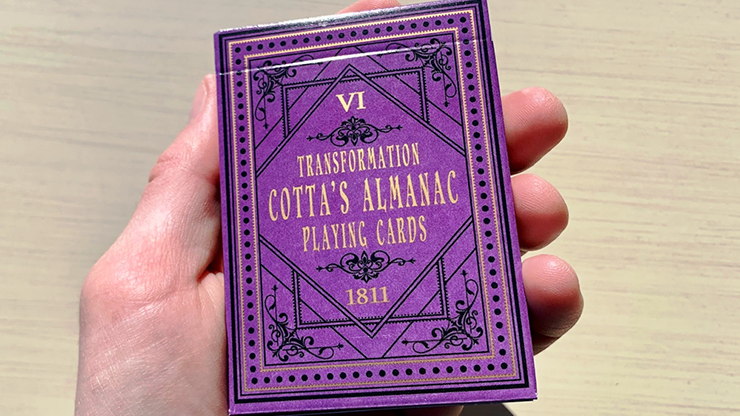 VI
TRANSFORMATION
COTTA'S ALMANAC
PLAYING CARDS
1811